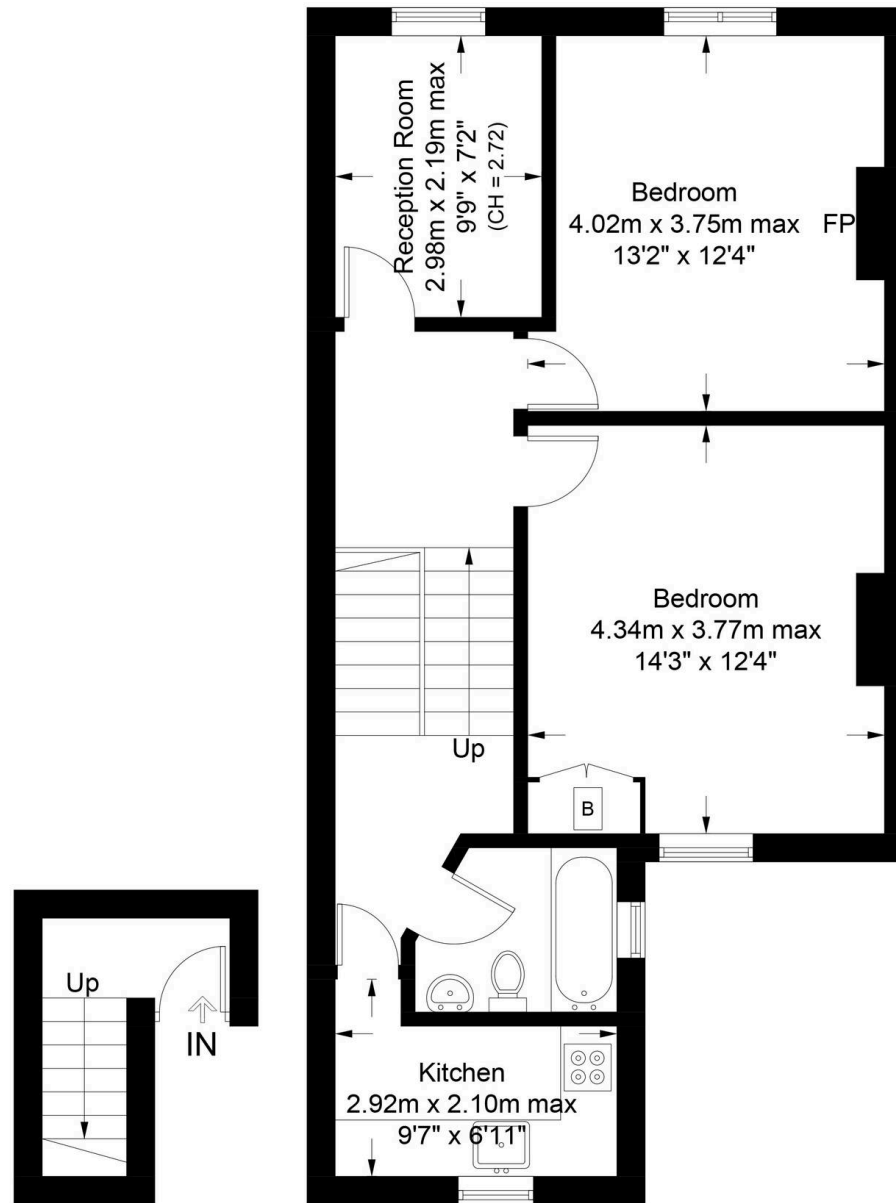 Reception Room
2.98m x 2.19m max
9'9" x 7'2"
(CH = 2.72)
Bedroom
4.02m x 3.75m max
13'2" x 12'4"
FP
Bedroom
4.34m x 3.77m max
14'3" x 12'4"
Up
B
Up
IN
Kitchen
2.92m x 2.10m max
9'7" x 6'11"